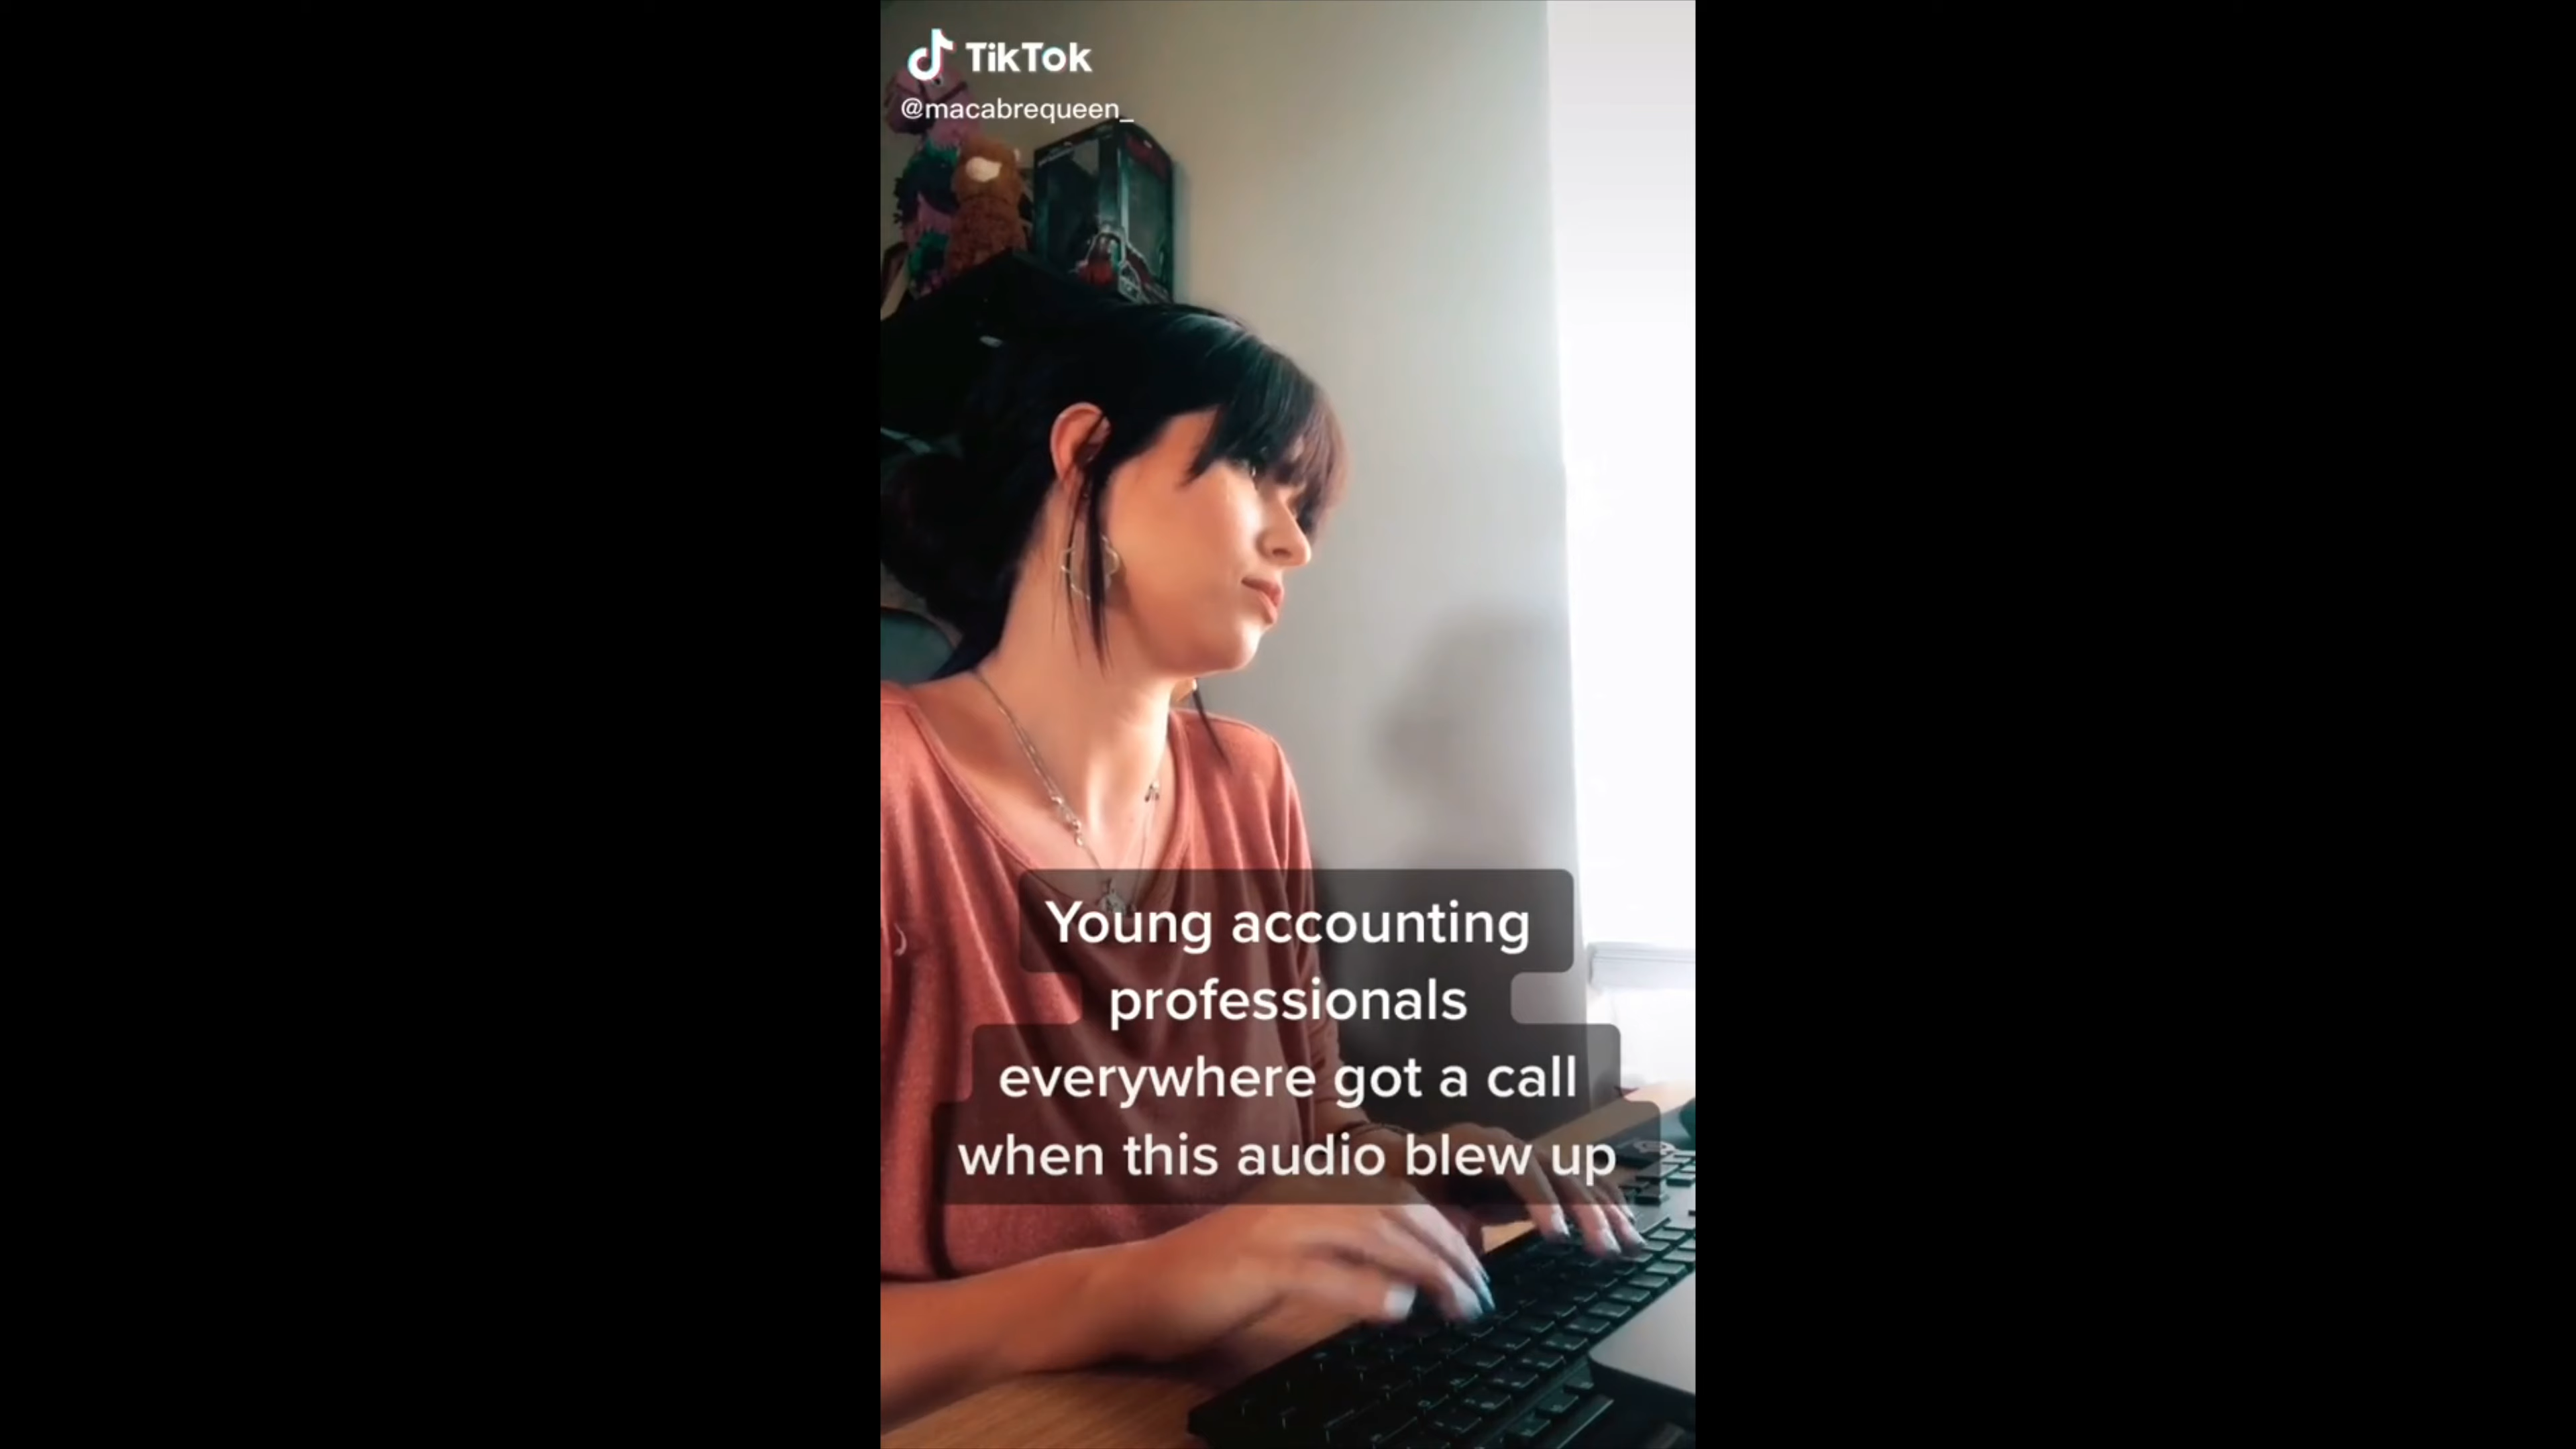 TikTok
@macabrequeen_
Young accounting
professionals
everywhere got a call
when this audio blew up